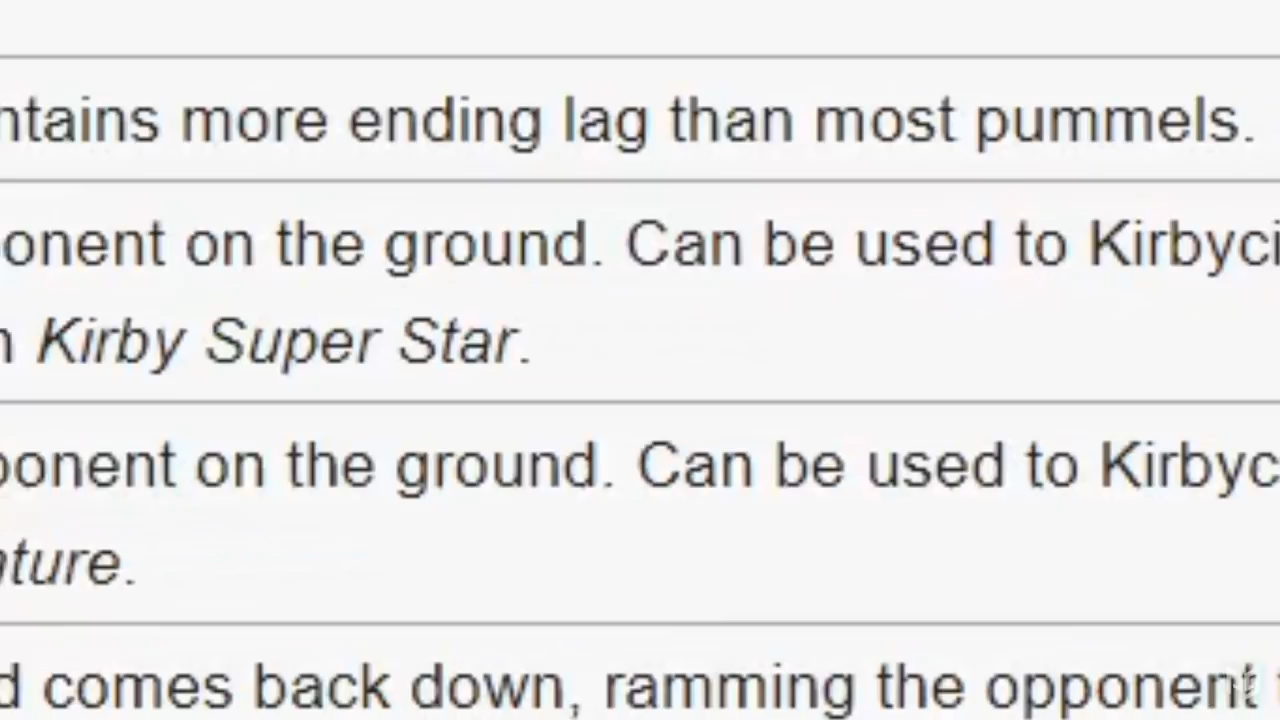 ntains more ending lag than most pummels.
ponent on the ground. Can be used to Kirbyci
n Kirby Super Star.
ponent on the ground. Can be used to Kirbyc
nture.
d comes back down, ramming the opponent